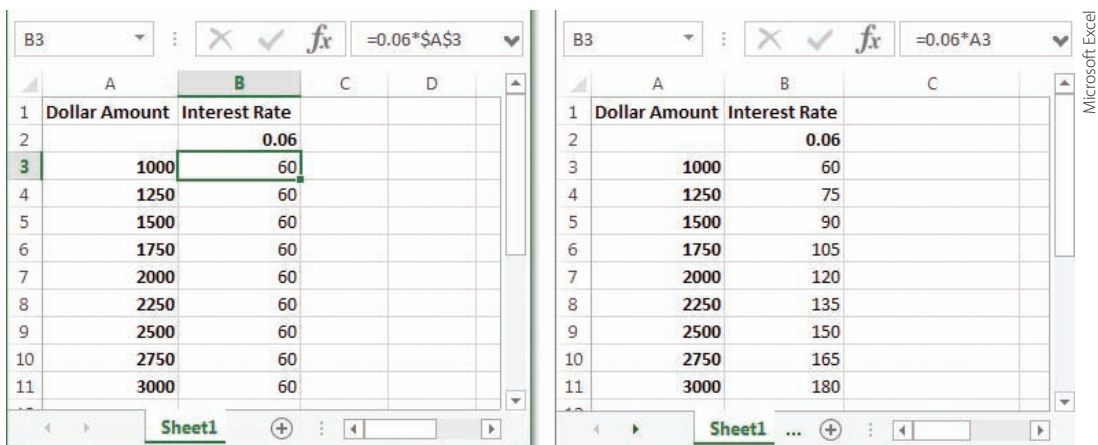 B3 fx =0.06*$A$3
A B C D
1 Dollar Amount Interest Rate
2 0.06
3 1000 60
4 1250 60
5 1500 60
6 1750 60
7 2000 60
8 2250 60
9 2500 60
10 2750 60
11 3000 60
Sheet1
B3 fx =0.06*A3
A B C
1 Dollar Amount Interest Rate
2 0.06
3 1000 60
4 1250 75
5 1500 90
6 1750 105
7 2000 120
8 2250 135
9 2500 150
10 2750 165
11 3000 180
Sheet1 ...
Microsoft Excel